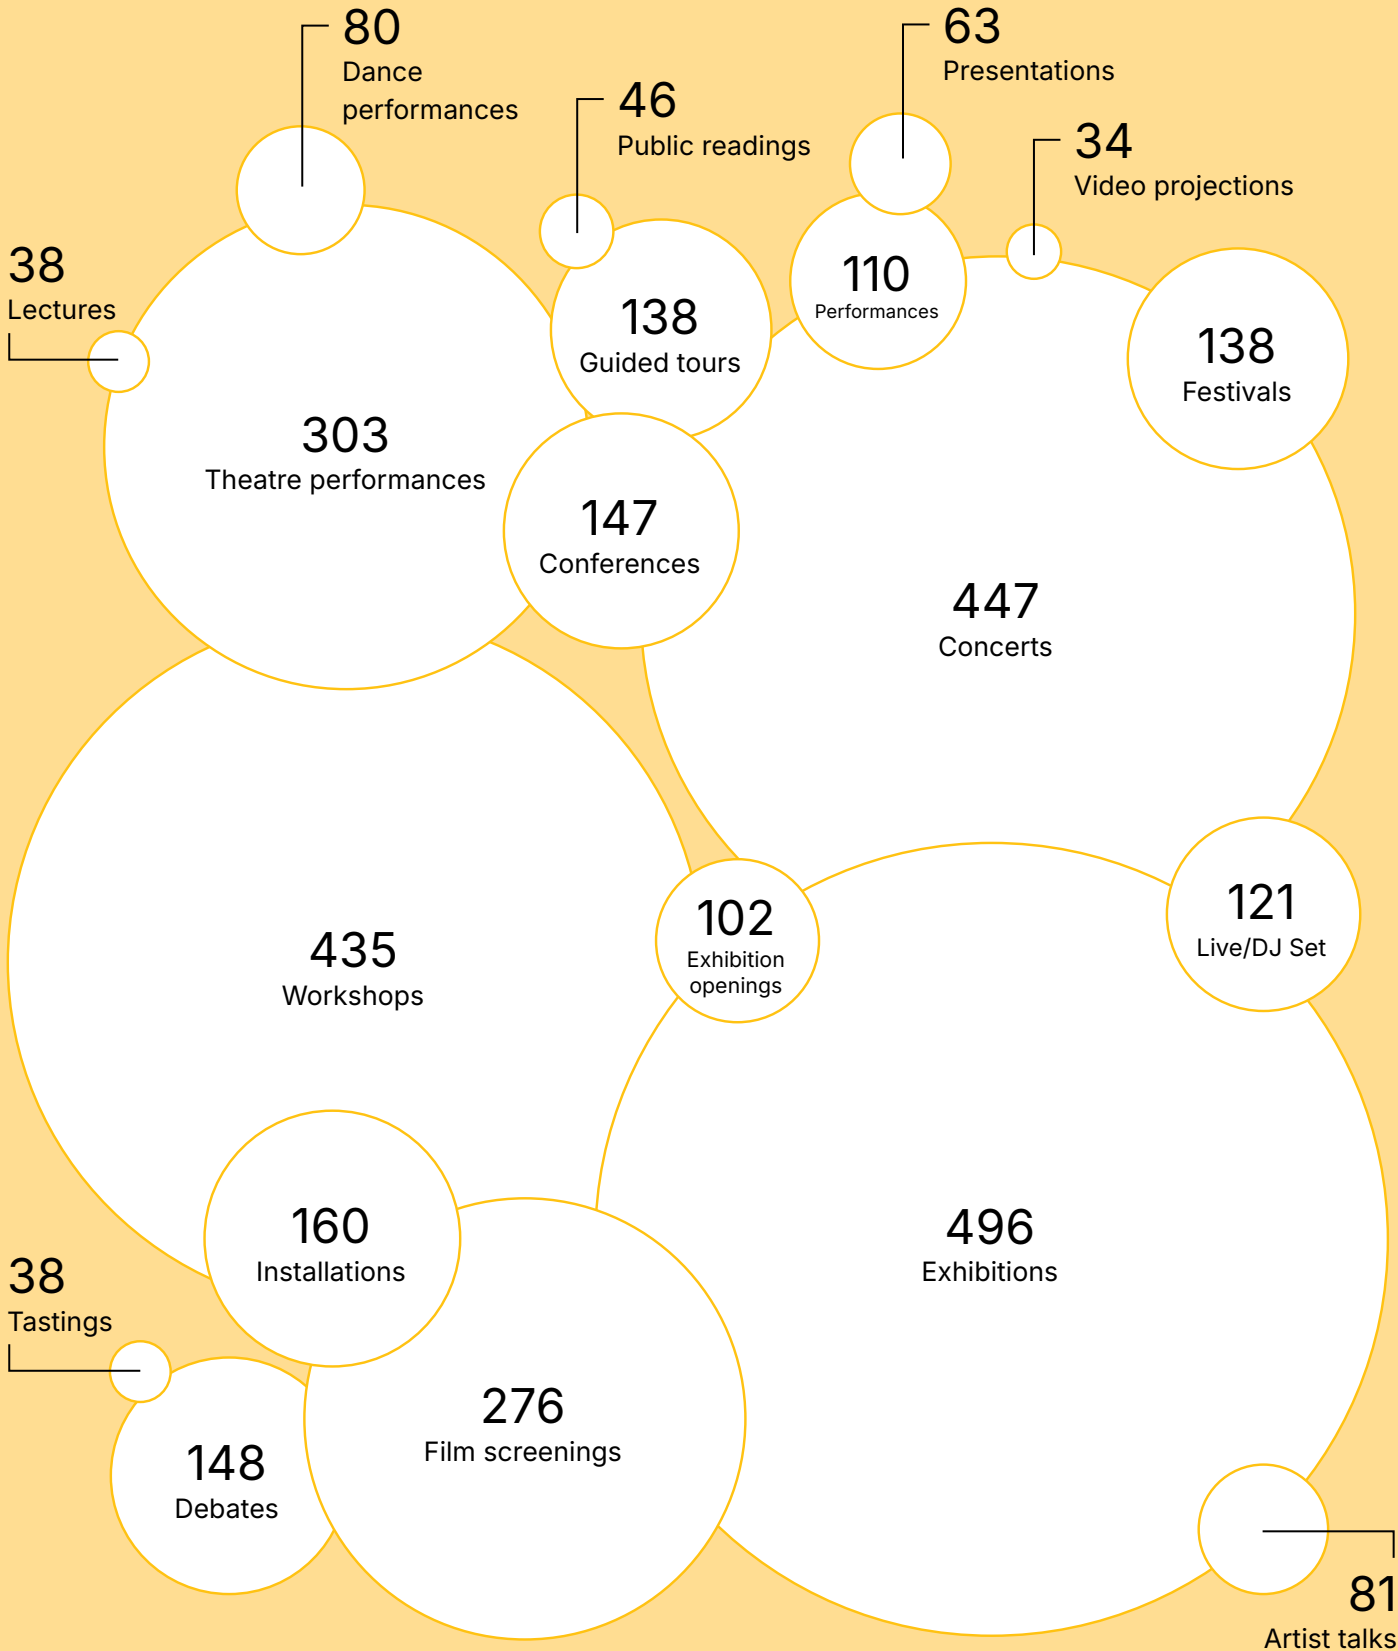 80
Dance
performances
63
Presentations
46
Public readings
34
Video projections
38
Lectures
110
Performances
138
Guided tours
138
Festivals
303
Theatre performances
147
Conferences
447
Concerts
435
Workshops
102
Exhibition
openings
121
Live/DJ Set
160
Installations
496
Exhibitions
38
Tastings
276
Film screenings
148
Debates
81
Artist talks